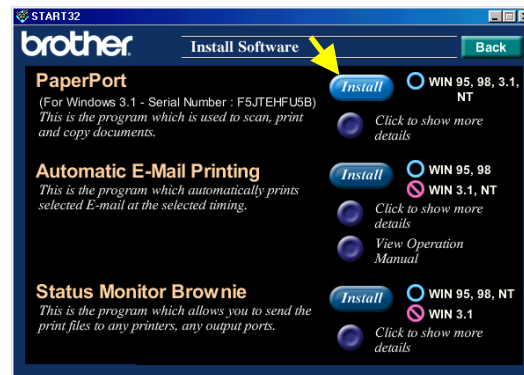 START32
brother
Install Software
Back
PaperPort
(For Windows 3.1 - Serial Number : F5JTEHFU5B)
This is the program which is used to scan, print
and copy documents.
Install
WIN 95, 98, 3.1,
NT
Click to show more
details
Automatic E-Mail Printing
This is the program which automatically prints
selected E-mail at the selected timing.
Install
WIN 95, 98
WIN 3.1, NT
Click to show more
details
View Operation
Manual
Status Monitor Brownie
This is the program which allows you to send the
print files to any printers, any output ports.
Install
WIN 95, 98, NT
WIN 3.1
Click to show more
details